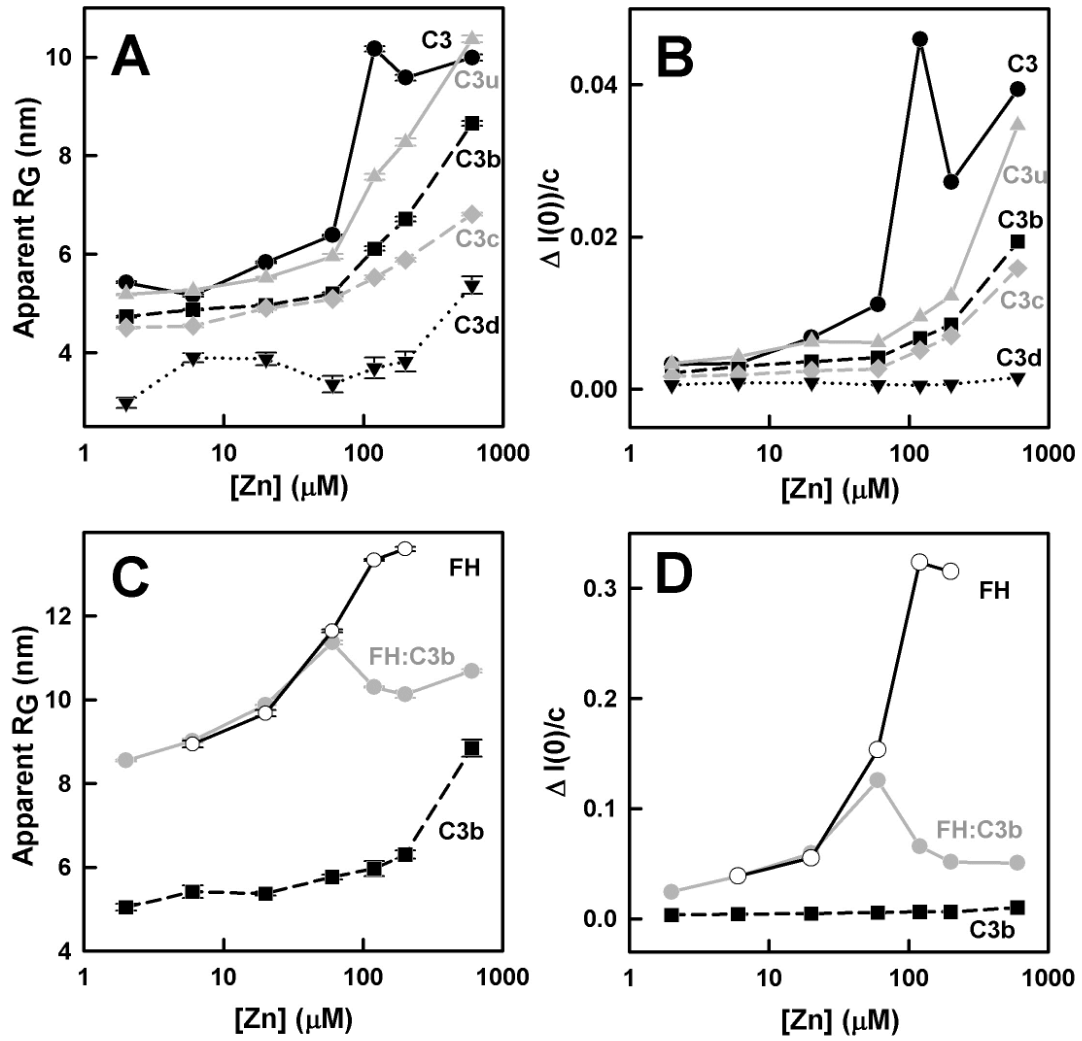 A
Apparent RG (nm)
10
8
6
4
C3
C3u
C3b
C3c
C3d
1
10
100
1000
[Zn] (μM)
B
Δ I(0))/c
0.04
0.02
0.00
C3
C3u
C3b
C3c
C3d
1
10
100
1000
[Zn] (μM)
C
Apparent RG (nm)
12
10
8
6
4
FH
FH:C3b
C3b
1
10
100
1000
[Zn] (μM)
D
Δ I(0)/c
0.3
0.2
0.1
0.0
FH
FH:C3b
C3b
1
10
100
1000
[Zn] (μM)